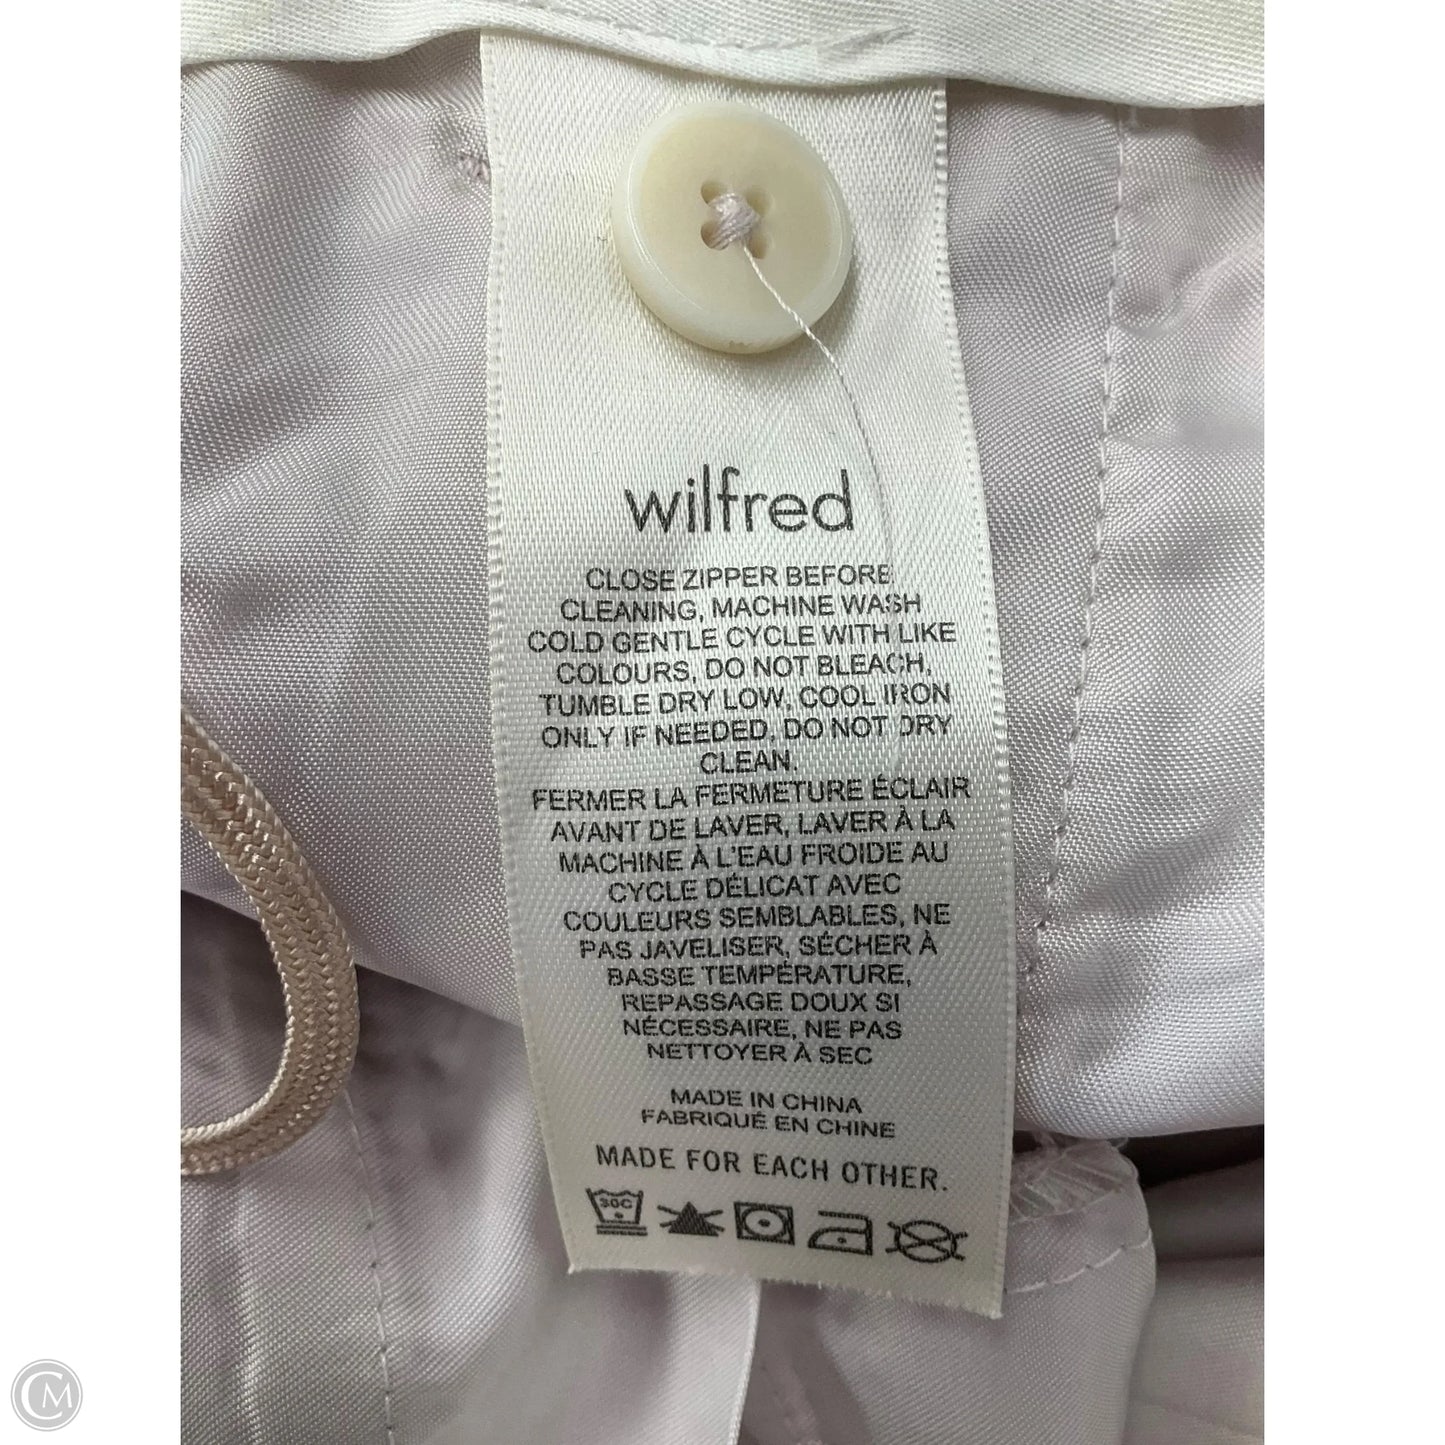 wilfred
CLOSE ZIPPER BEFORE
CLEANING, MACHINE WASH
COLD GENTLE CYCLE WITH LIKE
COLOURS, DO NOT BLEACH,
TUMBLE DRY LOW, COOL IRON
ONLY IF NEEDED, DO NOT DRY
CLEAN.
FERMER LA FERMETURE ÉCLAIR
AVANT DE LAVER, LAVER À LA
MACHINE À L'EAU FROIDE AU
CYCLE DÉLICAT AVEC
COULEURS SEMBLABLES, NE
PAS JAVELISER, SÉCHER À
BASSE TEMPÉRATURE,
REPASSAGE DOUX SI
NÉCESSAIRE, NE PAS
NETTOYER À SEC
MADE IN CHINA
FABRIQUÉ EN CHINE
MADE FOR EACH OTHER.
30C
CM